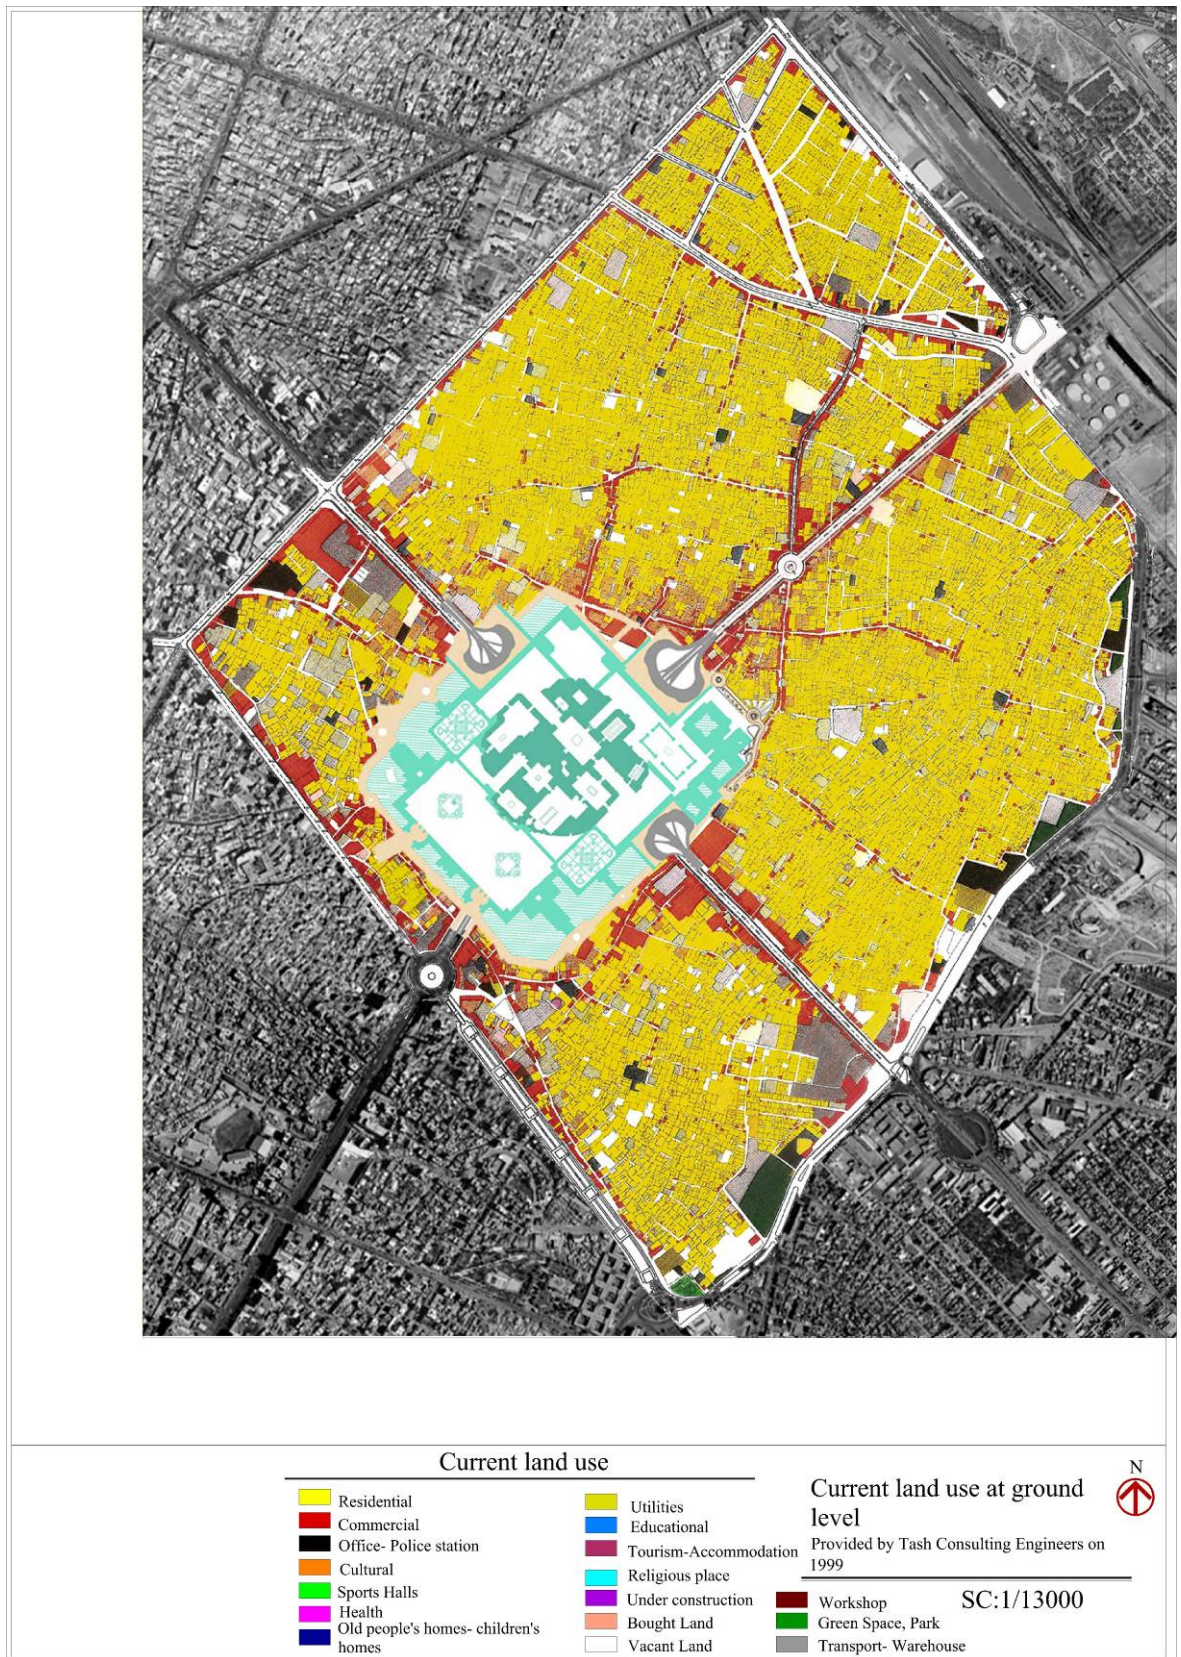 Current land use
Residential
Commercial
Office- Police station
Cultural
Sports Halls
Health
Old people's homes- children's
homes
Utilities
Educational
Tourism-Accommodation
Religious place
Under construction
Bought Land
Vacant Land
Current land use at ground
level
Provided by Tash Consulting Engineers on
1999
N
SC:1/13000
Workshop
Green Space, Park
Transport- Warehouse